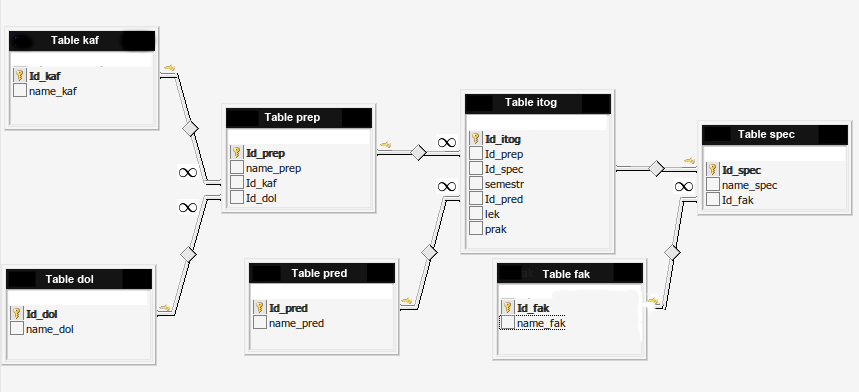 Table kaf
Id_kaf
name_kaf
Table prep
Id_prep
name_prep
Id_kaf
Id_dol
Table itog
Id_itog
Id_prep
Id_spec
semestr
Id_pred
lek
prak
Table spec
Id_spec
name_spec
Id_fak
Table dol
Id_dol
name_dol
Table pred
Id_pred
name_pred
Table fak
Id_fak
name_fak
∞
∞
∞
∞
∞